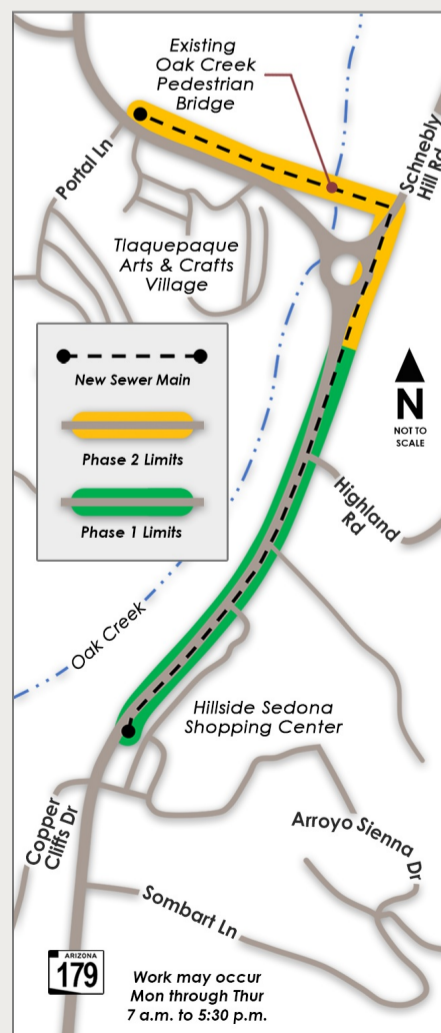 Existing
Oak Creek
Pedestrian
Bridge
Schnebly
Hill Rd
Portal Ln
Tlaquepaque
Arts & Crafts
Village
New Sewer Main
Phase 2 Limits
Phase 1 Limits
N
NOT TO
SCALE
Highland
Rd
Oak Creek
Hillside Sedona
Shopping Center
Copper
Cliffs Dr
Arroyo Sienna
Dr
Sombart Ln
ARIZONA
179
Work may occur
Mon through Thur
7 a.m. to 5:30 p.m.